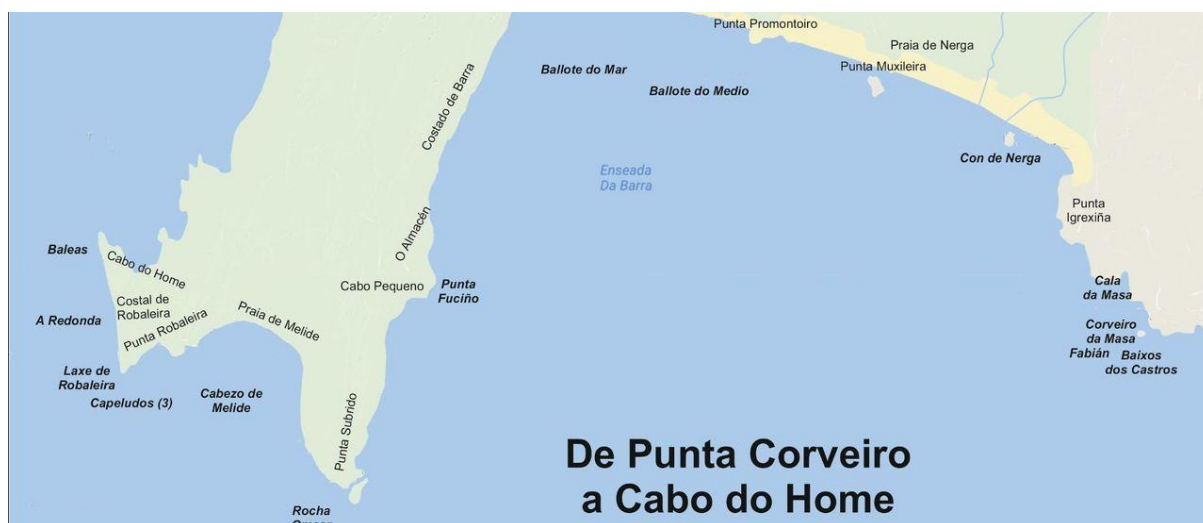 Punta Promontoiro
Praia de Nerga
Punta Muxileira
Ballote do Mar
Ballote do Medio
Costado de Barra
Con de Nerga
Enseada
Da Barra
Punta
Igrexiña
O Almacén
Baleas
Cabo do Home
Cabo Pequeno
Punta
Fuciño
Cala
da Masa
Costal de
Robaleira
A Redonda
Punta Robaleira
Praia de Melide
Corveiro
da Masa
Fabián
Baixos
dos Castros
Laxe de
Robaleira
Capeludos (3)
Cabezo de
Melide
Punta Subrido
De Punta Corveiro
a Cabo do Home
Rocha